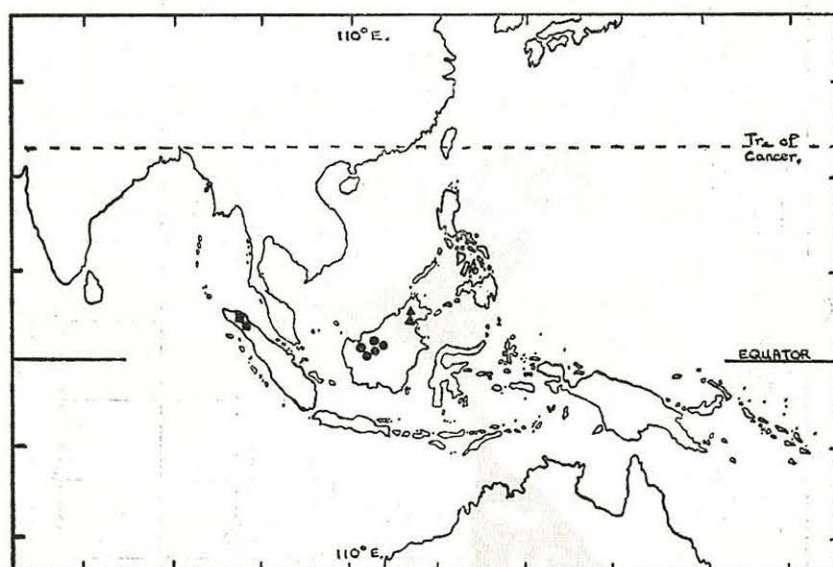 110° E.
Tr. of
Cancer.
EQUATOR
110° E.